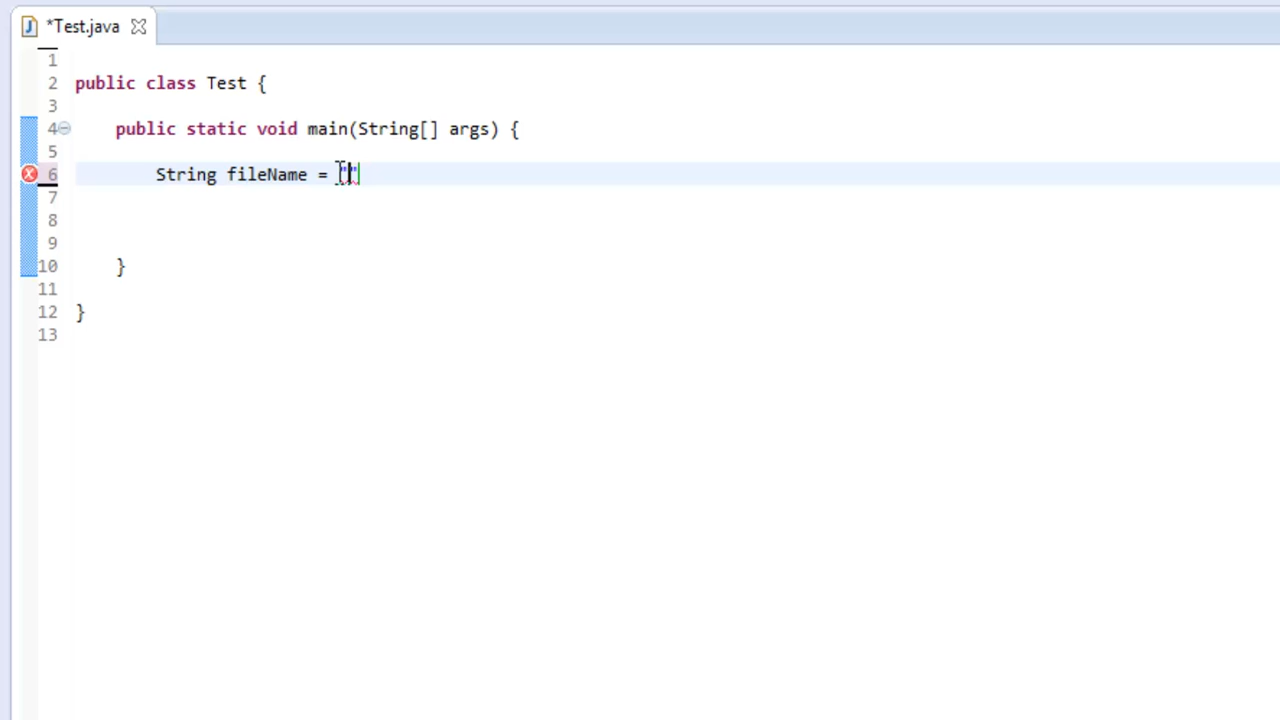 *Test.java
1
2 public class Test {
3
4 public static void main(String[] args) {
5
6 String fileName = ""
7
8
9
10 }
11
12 }
13